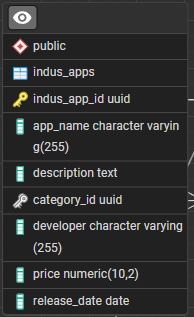 public
indus_apps
indus_app_id uuid
app_name character varyin
g(255)
description text
category_id uuid
developer character varying
(255)
price numeric(10,2)
release_date date